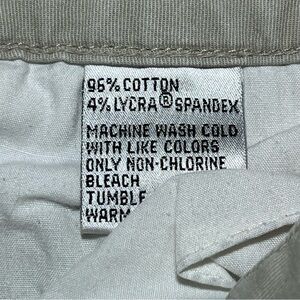 96% COTTON
4% LYCRA® SPANDEX
MACHINE WASH COLD
WITH LIKE COLORS
ONLY NON-CHLORINE
BLEACH
TUMBLE
WARM